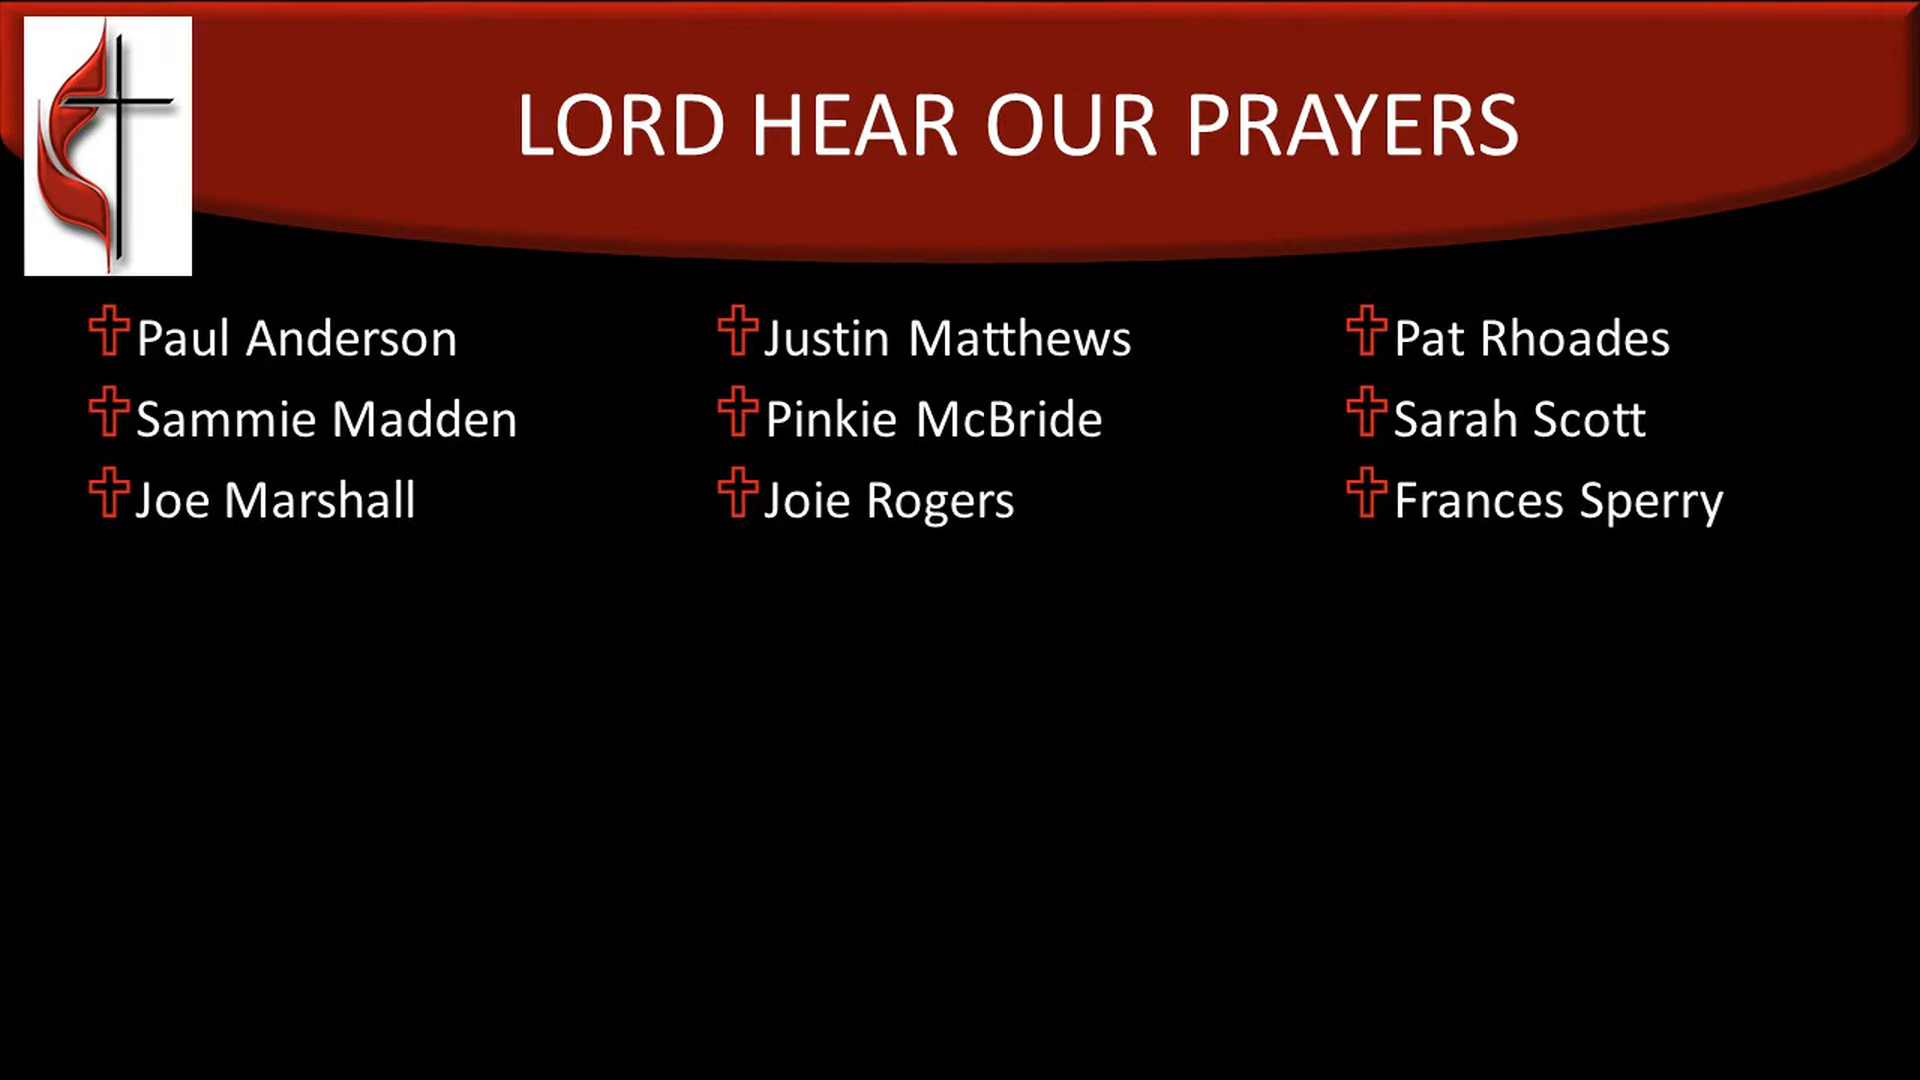 LORD HEAR OUR PRAYERS
Paul Anderson
Sammie Madden
Joe Marshall
Justin Matthews
Pinkie McBride
Joie Rogers
Pat Rhoades
Sarah Scott
Frances Sperry